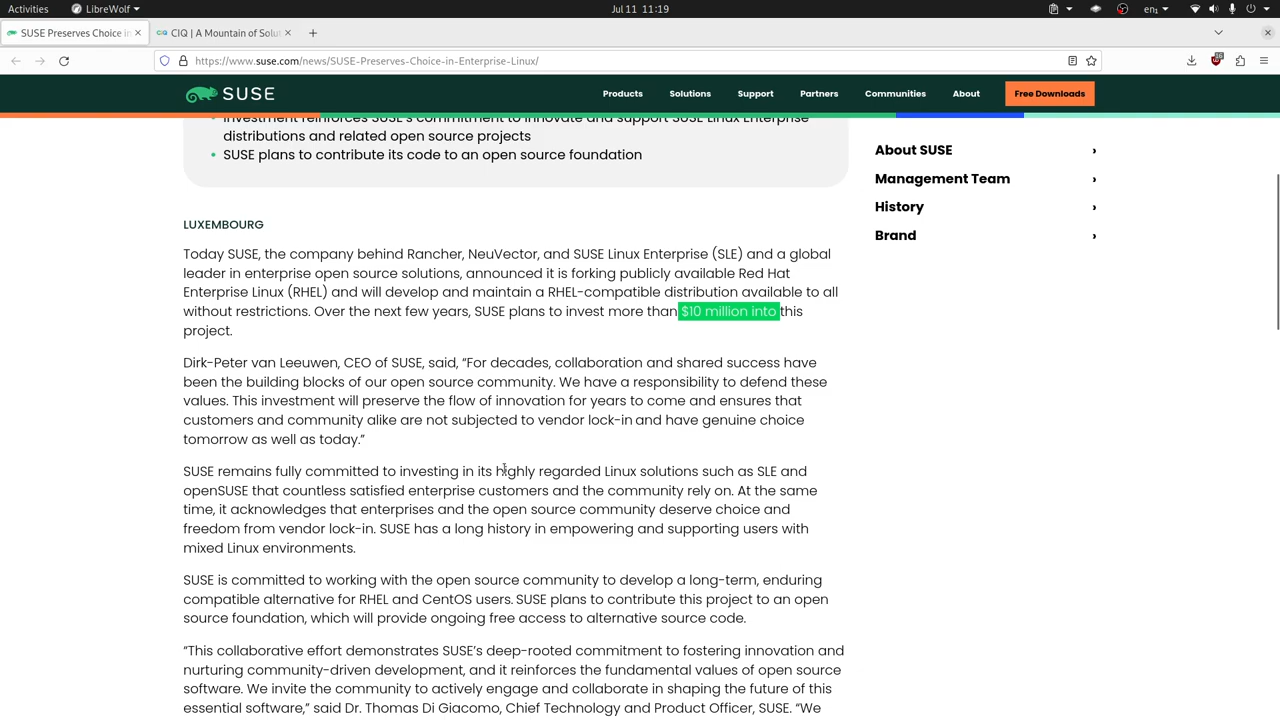 Activities
LibreWolf
Jul 11 11:19
en₁
SUSE Preserves Choice in
CIQ | A Mountain of Solut
https://www.suse.com/news/SUSE-Preserves-Choice-in-Enterprise-Linux/
SUSE
Products
Solutions
Support
Partners
Communities
About
Free Downloads
Investment reinforces SUSE's commitment to innovate and support SUSE Linux Enterprise
distributions and related open source projects
SUSE plans to contribute its code to an open source foundation
About SUSE
Management Team
History
Brand
LUXEMBOURG
Today SUSE, the company behind Rancher, NeuVector, and SUSE Linux Enterprise (SLE) and a global
leader in enterprise open source solutions, announced it is forking publicly available Red Hat
Enterprise Linux (RHEL) and will develop and maintain a RHEL-compatible distribution available to all
without restrictions. Over the next few years, SUSE plans to invest more than $10 million into this
project.
Dirk-Peter van Leeuwen, CEO of SUSE, said, “For decades, collaboration and shared success have
been the building blocks of our open source community. We have a responsibility to defend these
values. This investment will preserve the flow of innovation for years to come and ensures that
customers and community alike are not subjected to vendor lock-in and have genuine choice
tomorrow as well as today.”
SUSE remains fully committed to investing in its highly regarded Linux solutions such as SLE and
openSUSE that countless satisfied enterprise customers and the community rely on. At the same
time, it acknowledges that enterprises and the open source community deserve choice and
freedom from vendor lock-in. SUSE has a long history in empowering and supporting users with
mixed Linux environments.
SUSE is committed to working with the open source community to develop a long-term, enduring
compatible alternative for RHEL and CentOS users. SUSE plans to contribute this project to an open
source foundation, which will provide ongoing free access to alternative source code.
“This collaborative effort demonstrates SUSE’s deep-rooted commitment to fostering innovation and
nurturing community-driven development, and it reinforces the fundamental values of open source
software. We invite the community to actively engage and collaborate in shaping the future of this
essential software,” said Dr. Thomas Di Giacomo, Chief Technology and Product Officer, SUSE. “We